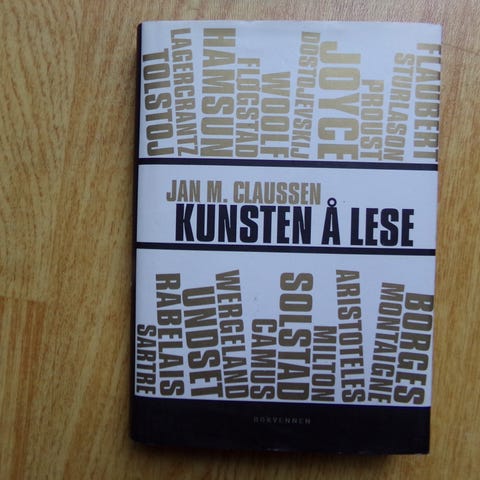 TOLSTOJ
LAGERCRANTZ
HAMSUN
FLØGSTAD
WOOLF
DOSTOJEVSKIJ
JOYCE
PROUST
STURLASON
FLAUBERT
JAN M. CLAUSSEN
KUNSTEN Å LESE
SARTRE
RABELAIS
UNDSET
WERGELAND
CAMUS
SOLSTAD
MILTON
ARISTOTELES
MONTAIGNE
BORGES
BOKVENNEN